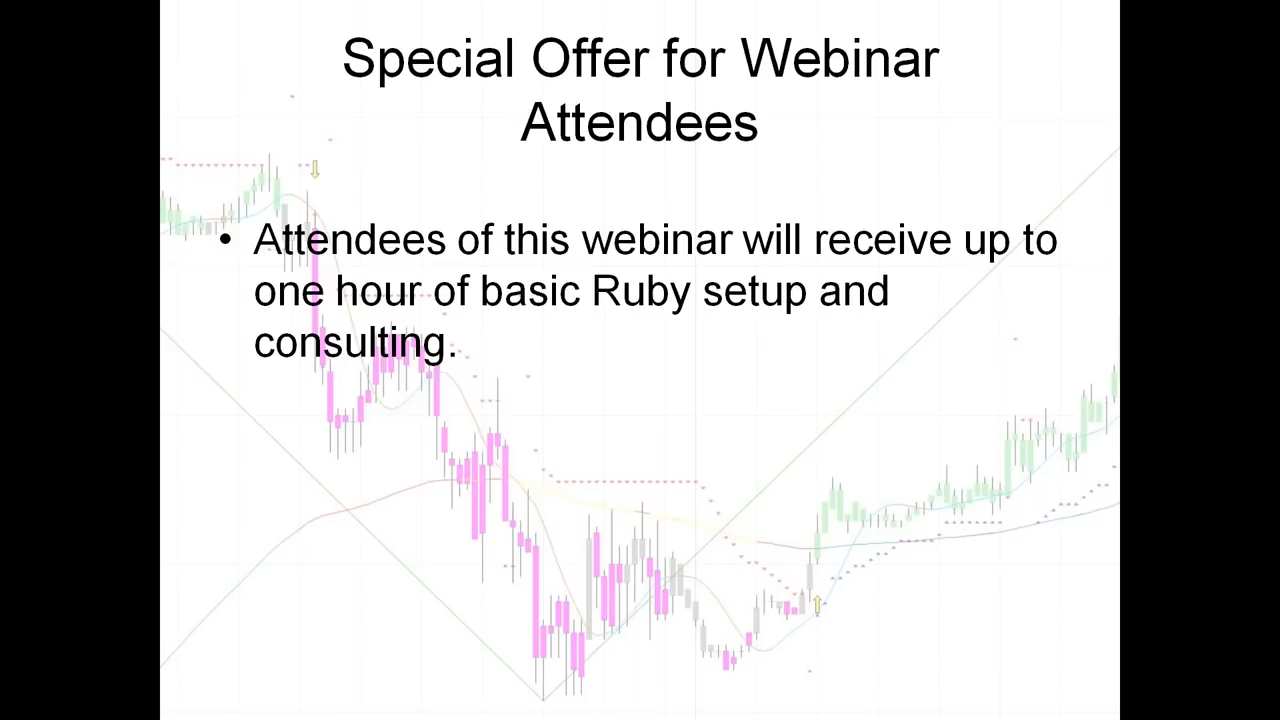 Special Offer for Webinar
Attendees
• Attendees of this webinar will receive up to
one hour of basic Ruby setup and
consulting.